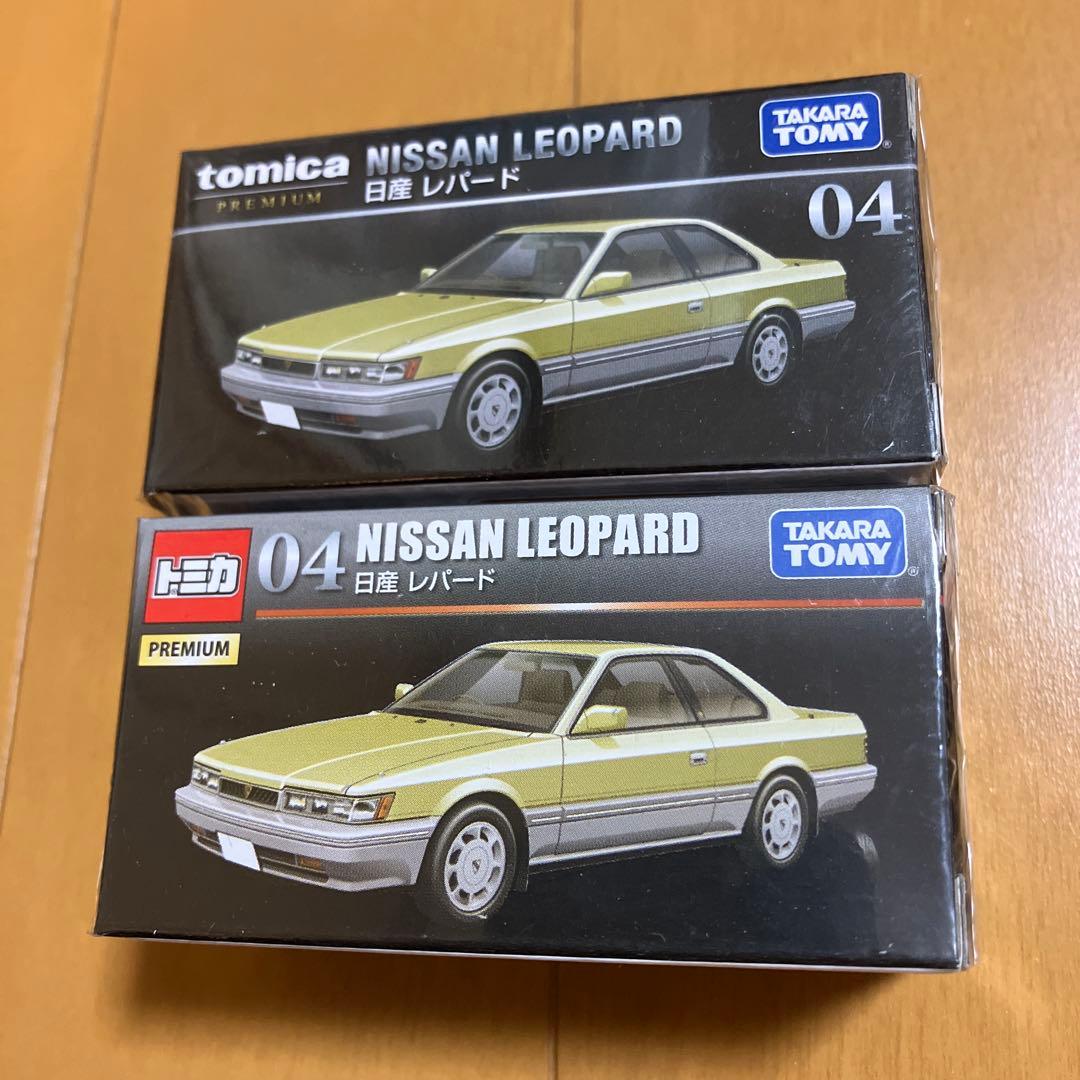 tomica
PREMIUM
NISSAN LEOPARD
日産 レパード
TAKARA
TOMY
®
04
トミカ
®
PREMIUM
04
NISSAN LEOPARD
日産 レパード
TAKARA
TOMY
®